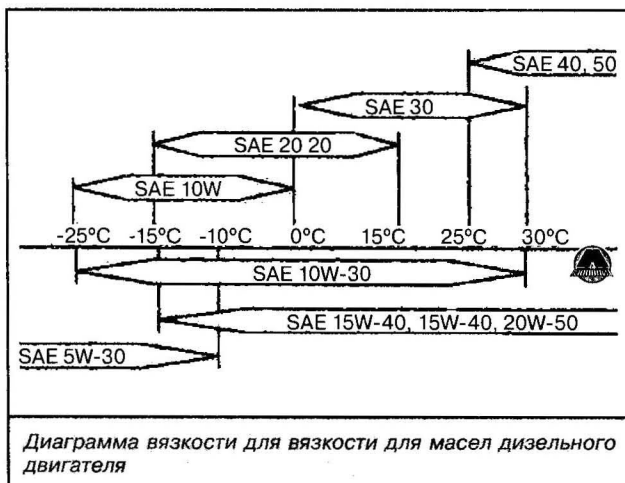 SAE 40, 50
SAE 30
SAE 20 20
SAE 10W
-25°C -15°C -10°C 0°C 15°C 25°C 30°C
SAE 10W-30
SAE 15W-40, 15W-40, 20W-50
SAE 5W-30
Диаграмма вязкости для вязкости для масел дизельного
двигателя